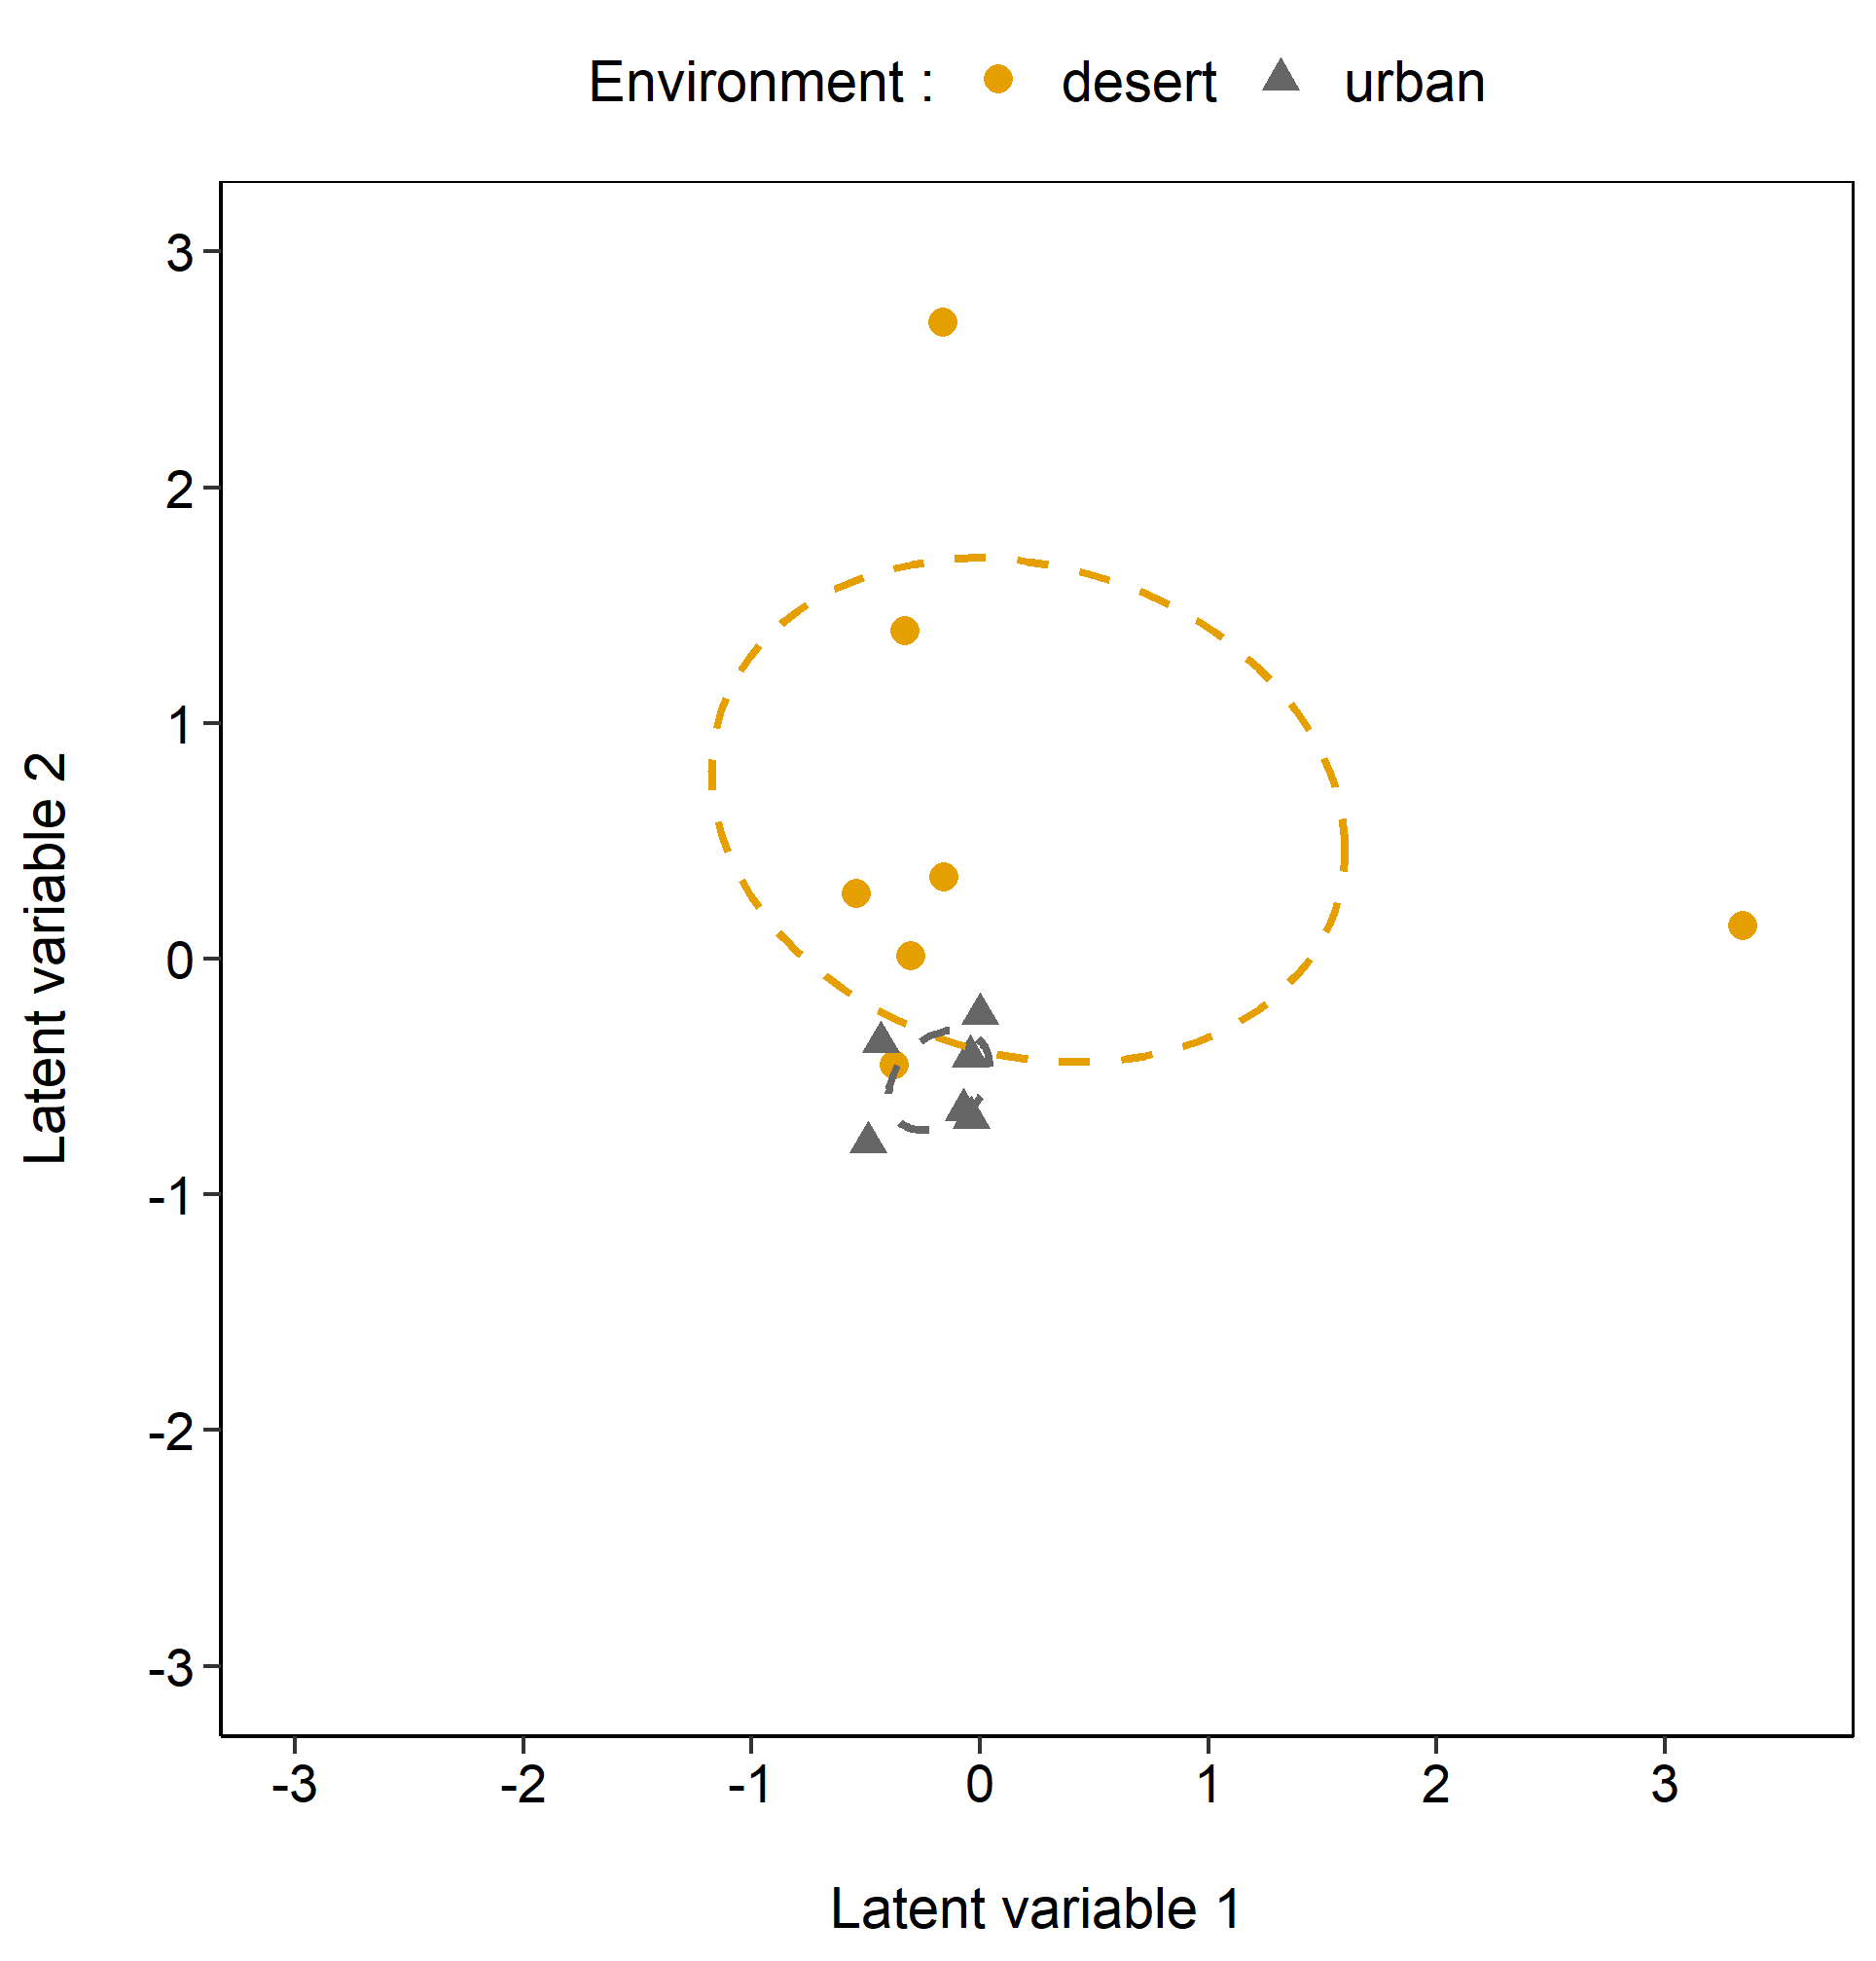 Environment : desert urban
3
2
1
0
-1
-2
-3
Latent variable 2
-3 -2 -1 0 1 2 3
Latent variable 1